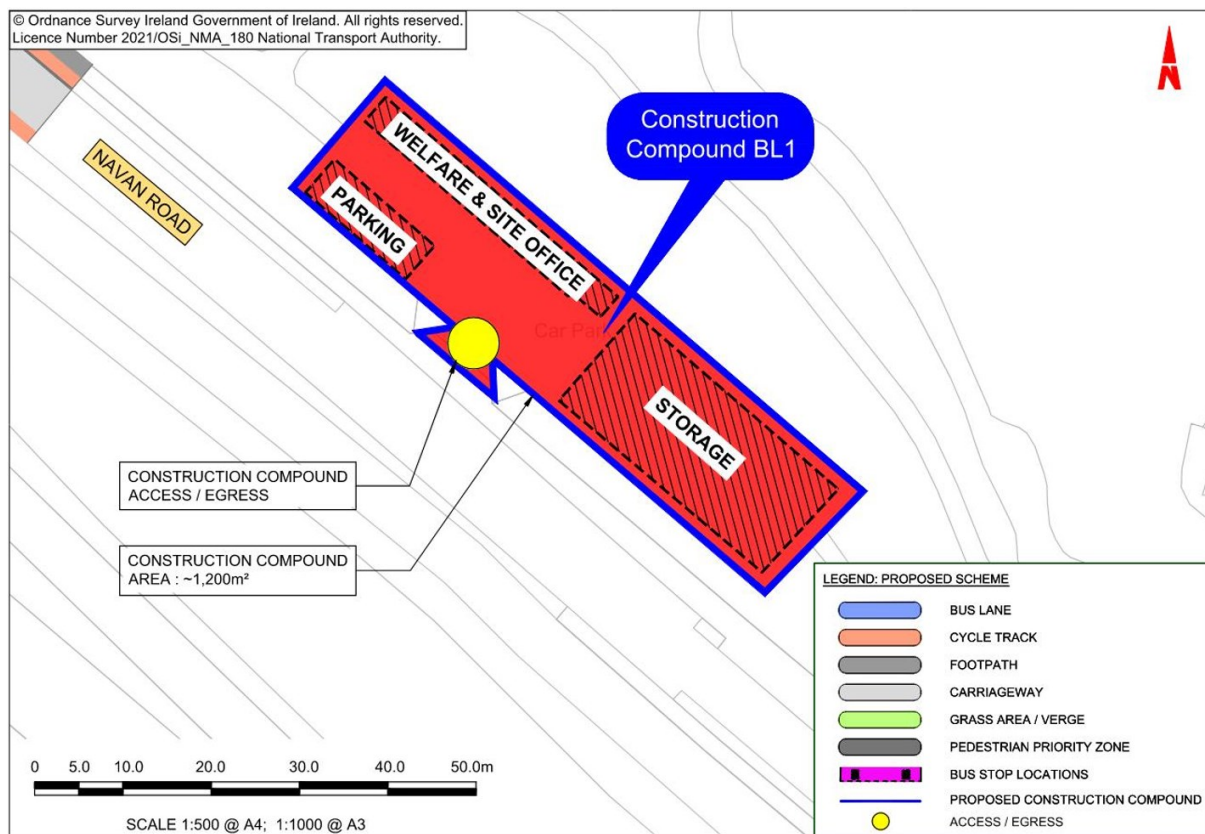 © Ordnance Survey Ireland Government of Ireland. All rights reserved.
Licence Number 2021/OSi_NMA_180 National Transport Authority.
N
Construction
Compound BL1
NAVAN ROAD
WELFARE & SITE OFFICE
PARKING
Car Park
STORAGE
CONSTRUCTION COMPOUND
ACCESS / EGRESS
CONSTRUCTION COMPOUND
AREA : ~1,200m²
LEGEND: PROPOSED SCHEME
BUS LANE
CYCLE TRACK
FOOTPATH
CARRIAGEWAY
GRASS AREA / VERGE
PEDESTRIAN PRIORITY ZONE
BUS STOP LOCATIONS
PROPOSED CONSTRUCTION COMPOUND
ACCESS / EGRESS
0 5.0 10.0 20.0 30.0 40.0 50.0m
SCALE 1:500 @ A4; 1:1000 @ A3